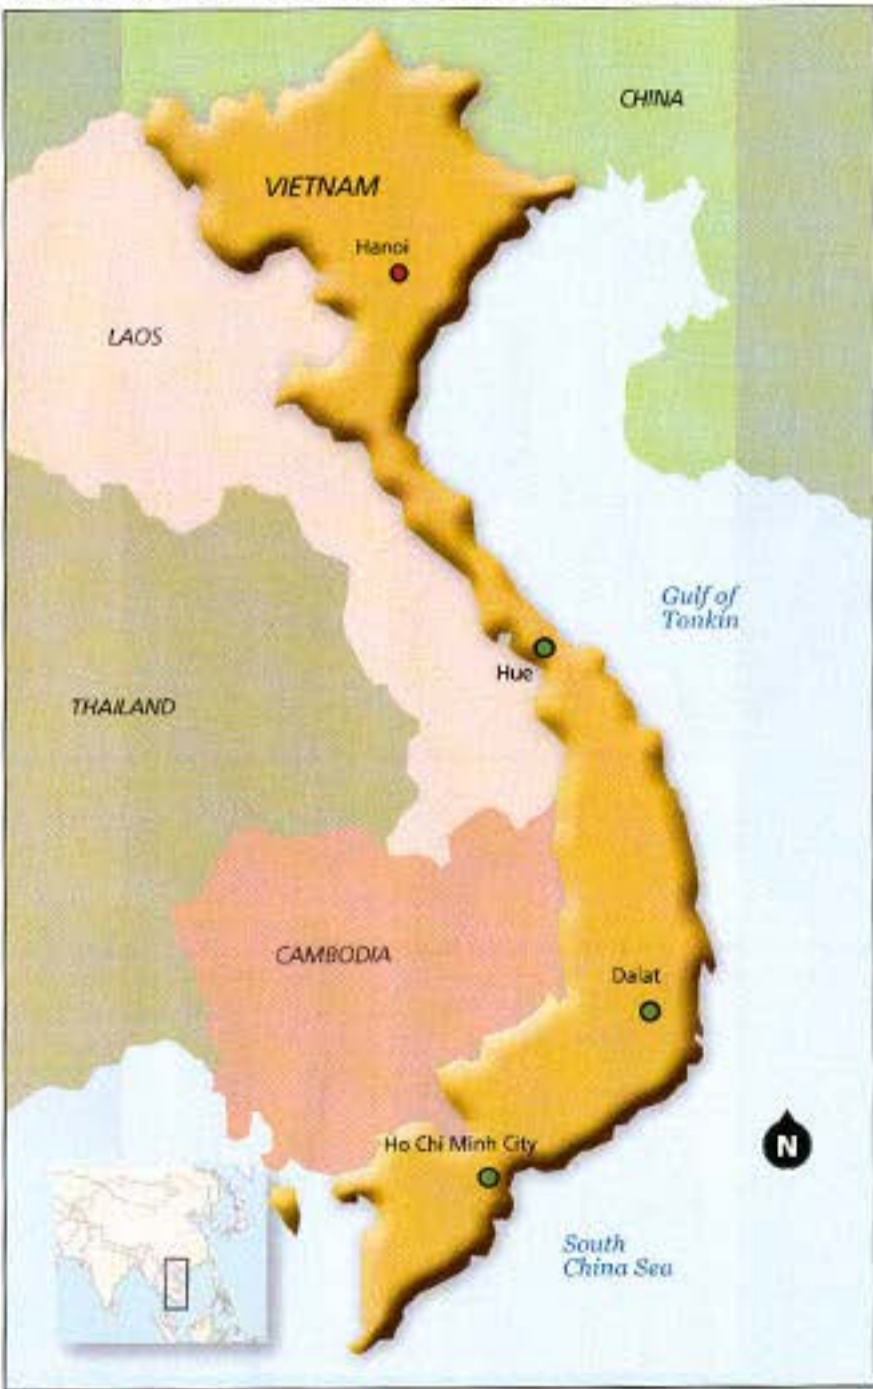 CHINA
VIETNAM
Hanoi
LAOS
Gulf of
Tonkin
Hue
THAILAND
CAMBODIA
Dalat
Ho Chi Minh City
N
South
China Sea